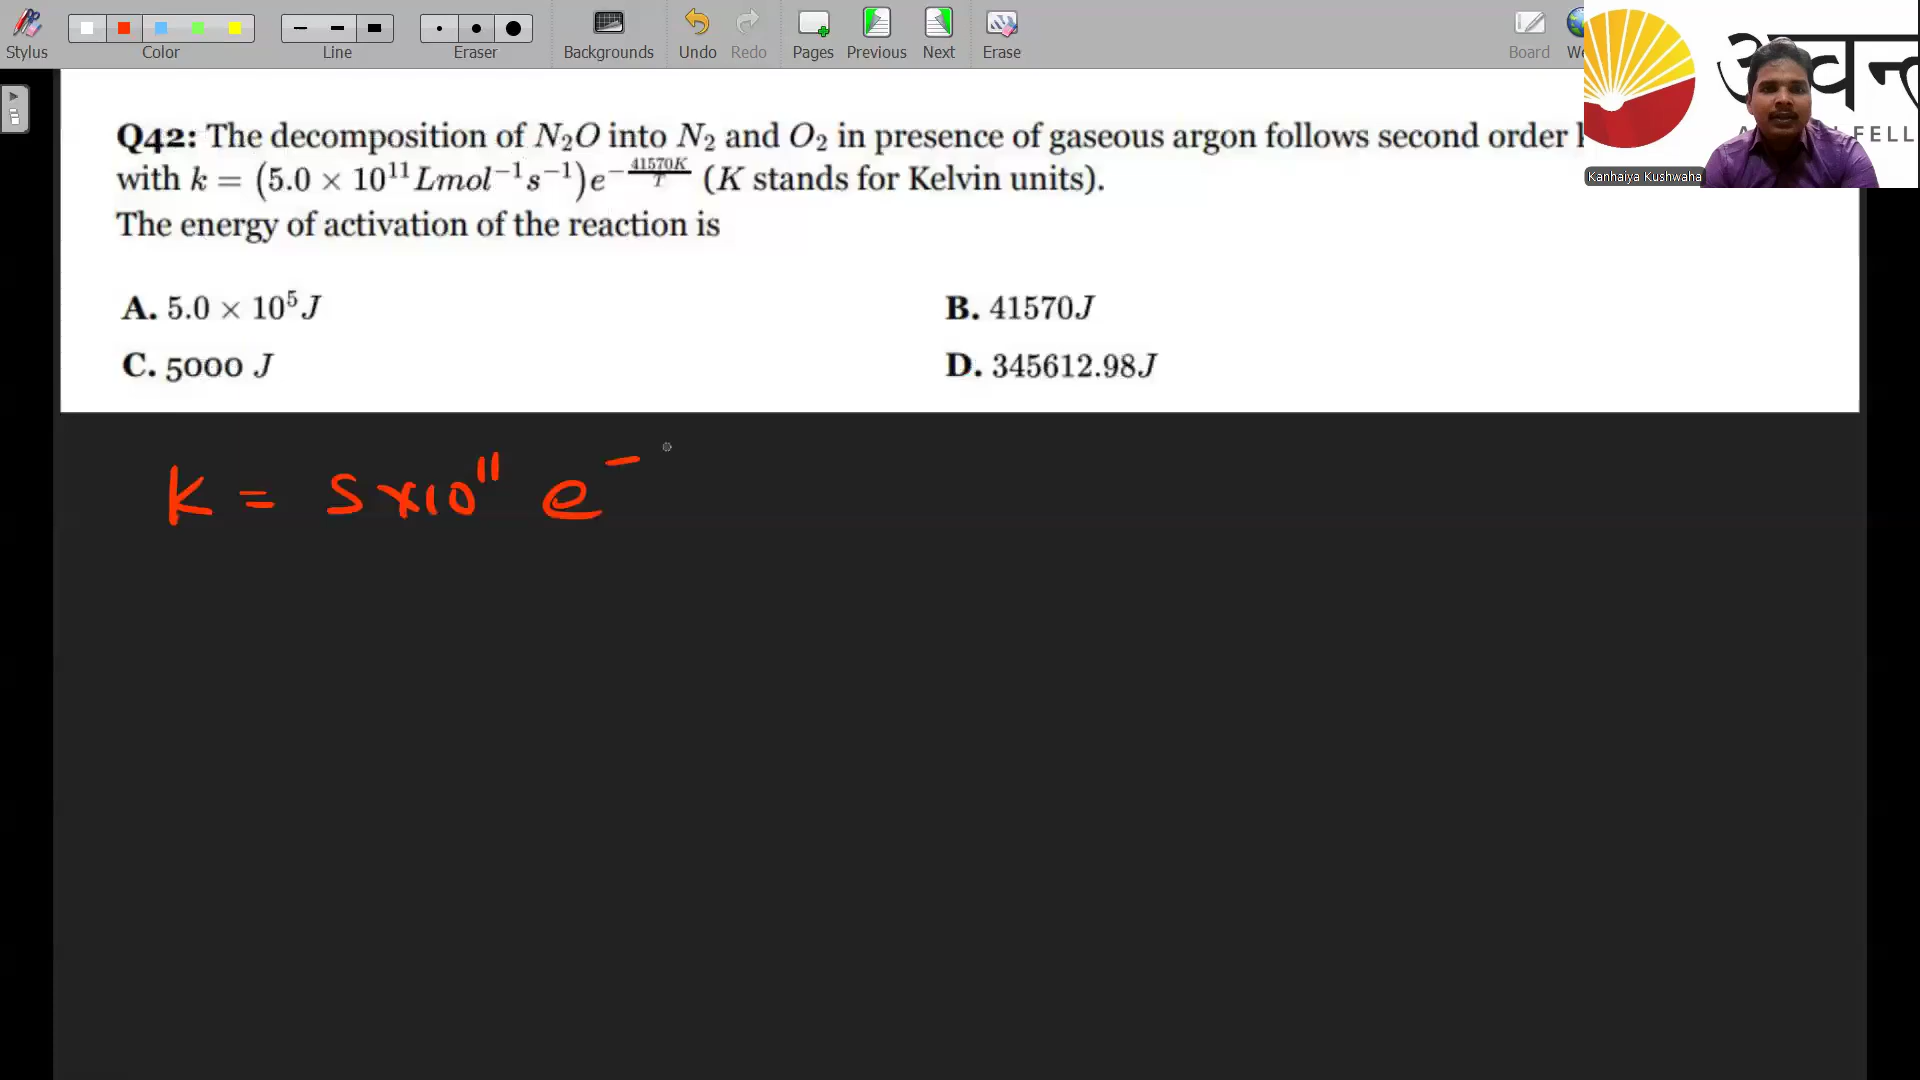 Stylus Color Line Eraser Backgrounds Undo Redo Pages Previous Next Erase Board
Q42: The decomposition of N₂O into N₂ and O₂ in presence of gaseous argon follows second order
with k = (5.0 × 10¹¹ Lmol⁻¹s⁻¹)e^(−41570K/T) (K stands for Kelvin units).
The energy of activation of the reaction is
A. 5.0 × 10⁵ J
B. 41570J
C. 5000 J
D. 345612.98J
Kanhaiya Kushwaha
K = 5×10¹¹ e⁻